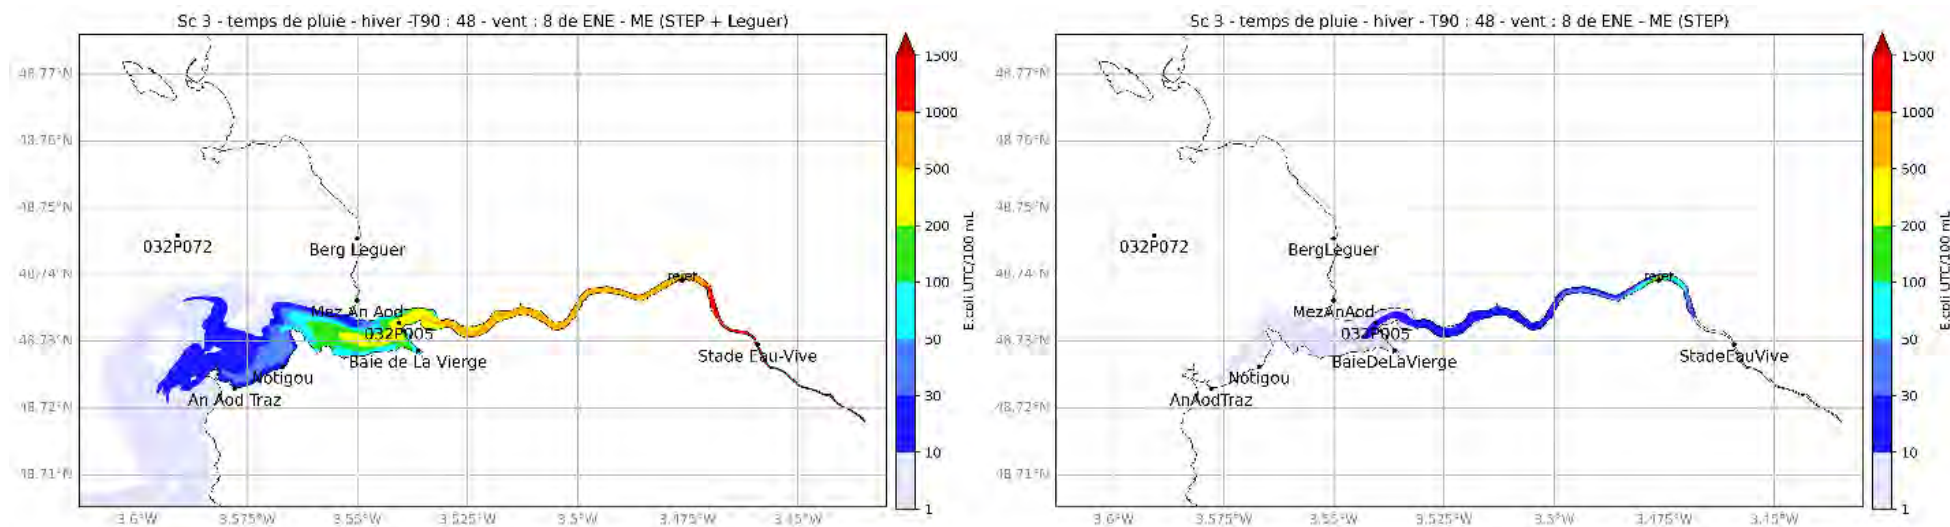 Sc 3 - temps de pluie - hiver -T90 : 48 - vent : 8 de ENE - ME (STEP + Leguer)
48.77°N
48.76°N
48.75°N
48.74°N
48.73°N
48.72°N
48.71°N
3.6°W
3.575°W
3.55°W
3.525°W
3.5°W
3.475°W
3.45°W
032P072
Berg Leguer
rejet
Mez An Aod
032P005
Baie de La Vierge
Stade Eau-Vive
Notigou
An Aod Traz
1500
1000
500
200
100
50
30
10
1
E.coli UTC/100 mL
Sc 3 - temps de pluie - hiver - T90 : 48 - vent : 8 de ENE - ME (STEP)
48.77°N
48.76°N
48.75°N
48.74°N
48.73°N
48.72°N
48.71°N
3.6°W
3.575°W
3.55°W
3.525°W
3.5°W
3.475°W
3.45°W
032P072
BergLeguer
rejet
MezAnAod
032P005
BaieDeLaVierge
StadeEauVive
Notigou
AnAodTraz
1500
1000
500
200
100
50
30
10
1
E.coli UTC/100 mL